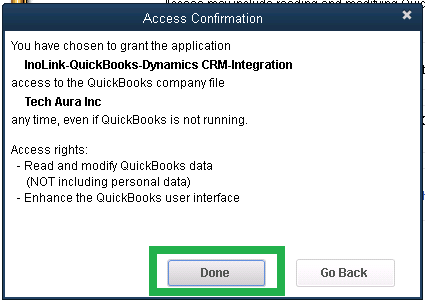 Access Confirmation
You have chosen to grant the application
InoLink-QuickBooks-Dynamics CRM-Integration
access to the QuickBooks company file
Tech Aura Inc
any time, even if QuickBooks is not running.
Access rights:
- Read and modify QuickBooks data
(NOT including personal data)
- Enhance the QuickBooks user interface
Done
Go Back